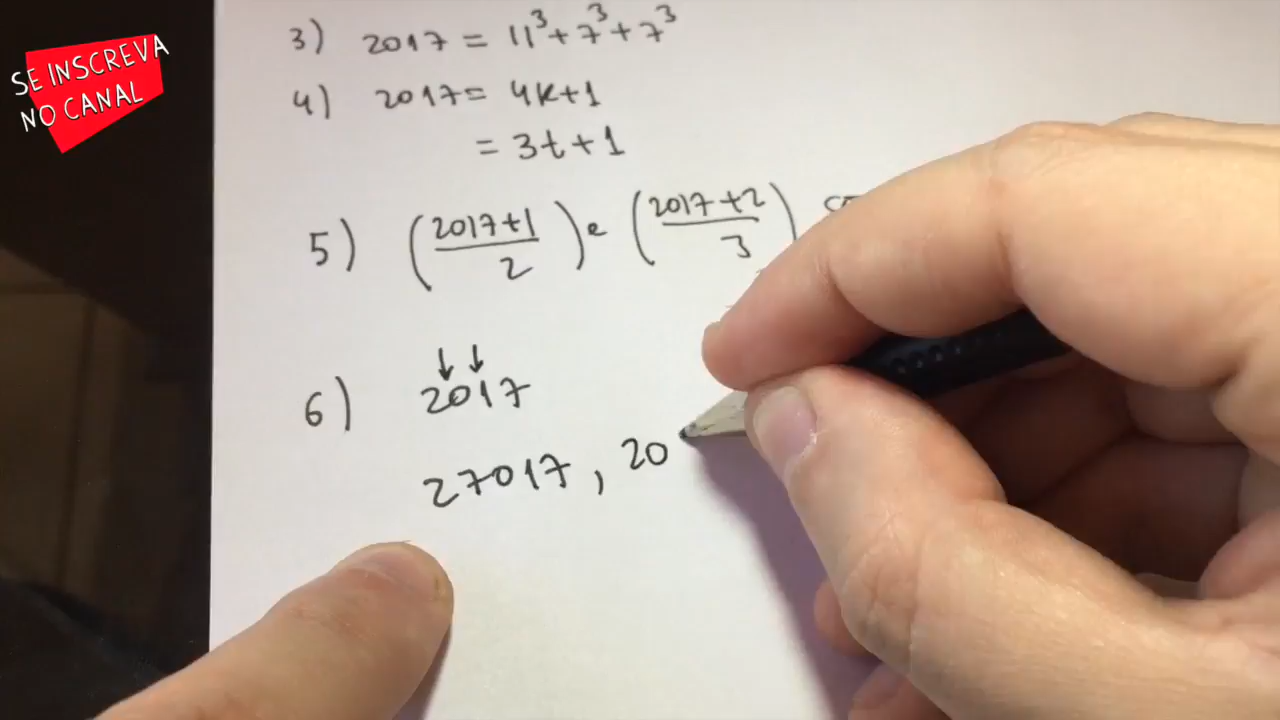 SE INSCREVA
NO CANAL
3) 2017 = 11³ + 7³ + 7³
4) 2017 = 4k+1
= 3t+1
5) (2017+1 / 2) e (2017+2 / 3)
6) ↓ ↓
2017
27017, 20